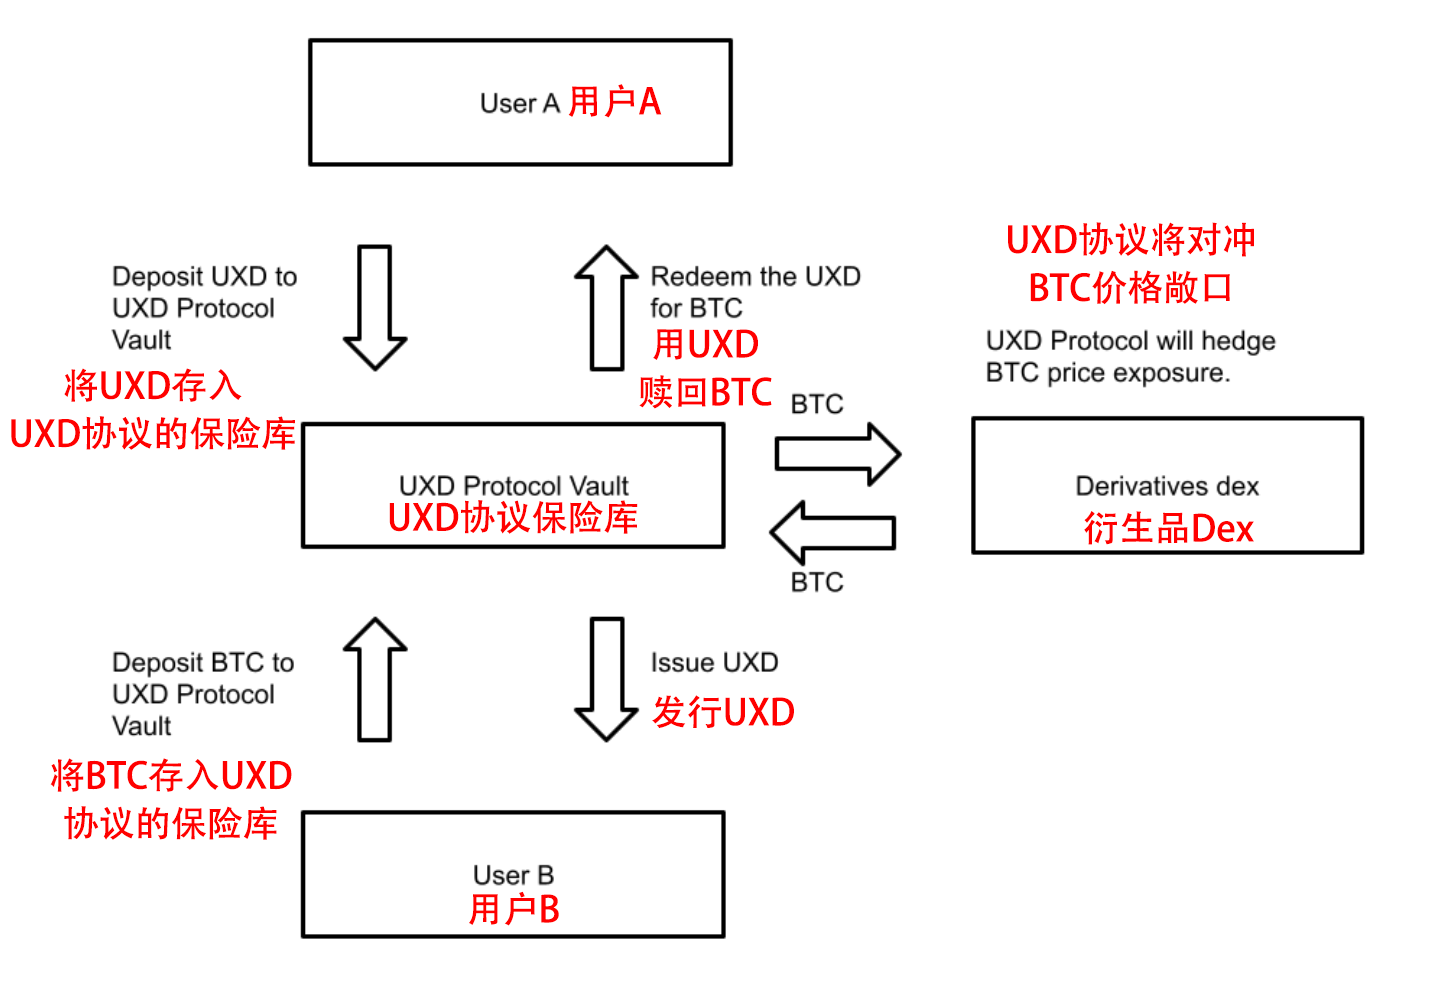 User A 用户A
Deposit UXD to
UXD Protocol
Vault
将UXD存入
UXD协议的保险库
Redeem the UXD
for BTC
用UXD
赎回BTC
UXD协议将对冲
BTC价格敞口
UXD Protocol will hedge
BTC price exposure.
BTC
UXD Protocol Vault
UXD协议保险库
Derivatives dex
衍生品Dex
BTC
Deposit BTC to
UXD Protocol
Vault
将BTC存入UXD
协议的保险库
Issue UXD
发行UXD
User B
用户B